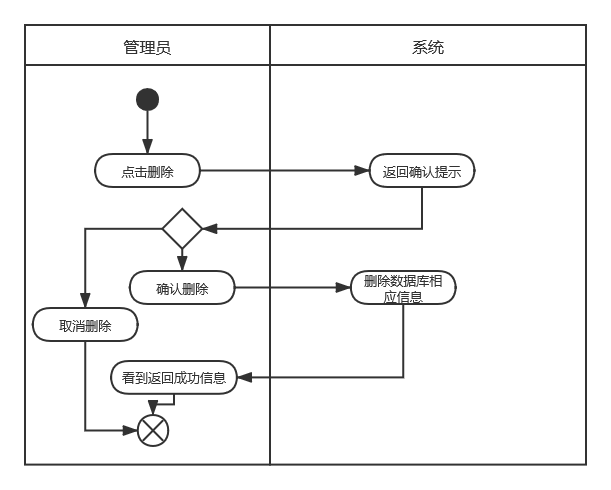 管理员
系统
点击删除
返回确认提示
确认删除
删除数据库相
应信息
取消删除
看到返回成功信息